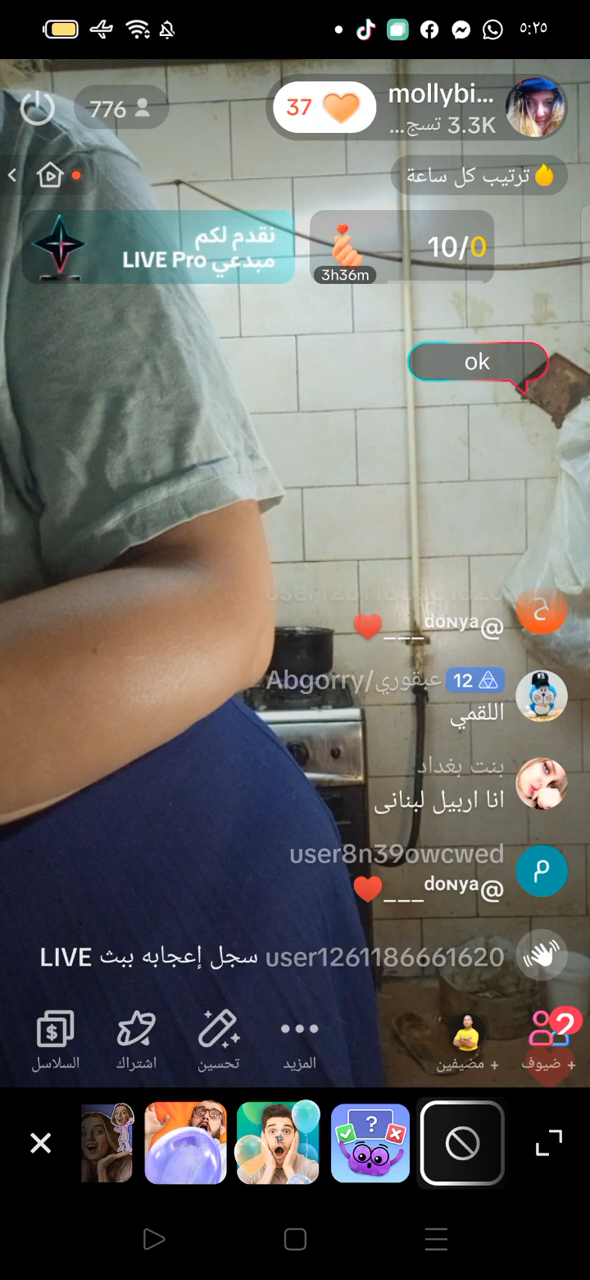 ٥:٢٥
mollybi...
3.3K تسج...
37
776
ترتيب كل ساعة
نقدم لكم
مبدعي LIVE Pro
10/0
3h36m
ok
ح
@ᵈᵒɴʸᵃ___
12 عبقوري/Abgorry
اللقمي
بنت بغداد
انا اربيل لبنانى
user8n39owcwed
م
@ᵈᵒɴʸᵃ___
user1261186661620 سجل إعجابه ببث LIVE
2
+ ضيوف
+ مضيفين
المزيد
تحسين
اشتراك
السلاسل